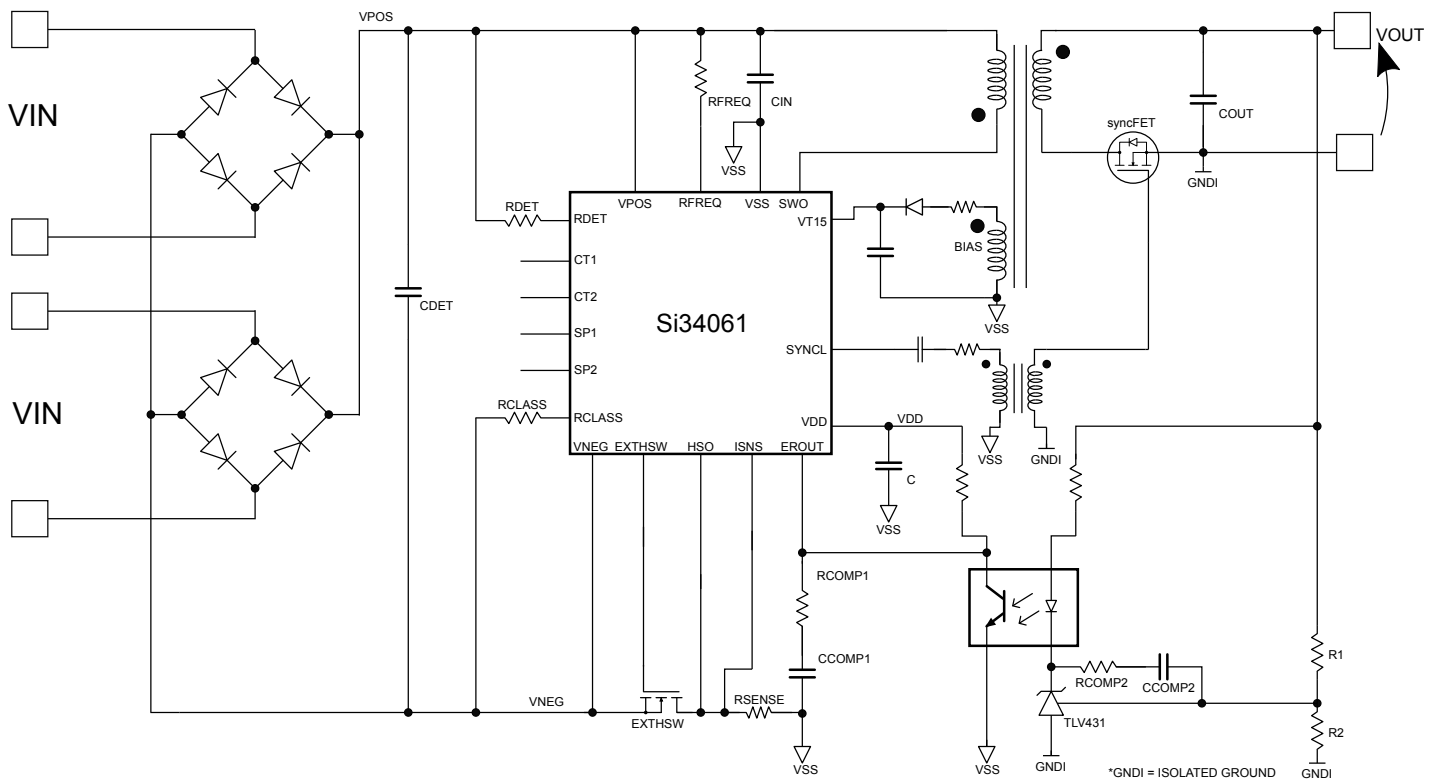 VPOS
VOUT
VIN
RFREQ
CIN
COUT
syncFET
VSS
GNDI
VPOS
RFREQ
VSS
SWO
RDET
RDET
VT15
BIAS
CT1
CT2
CDET
VSS
SP1
Si34061
SYNCL
SP2
VIN
RCLASS
RCLASS
VDD
VDD
VNEG
EXTHSW
HSO
ISNS
EROUT
VSS
GNDI
C
VSS
RCOMP1
CCOMP1
R1
RCOMP2
CCOMP2
VNEG
RSENSE
EXTHSW
TLV431
R2
VSS
VSS
GNDI
*GNDI = ISOLATED GROUND
GNDI